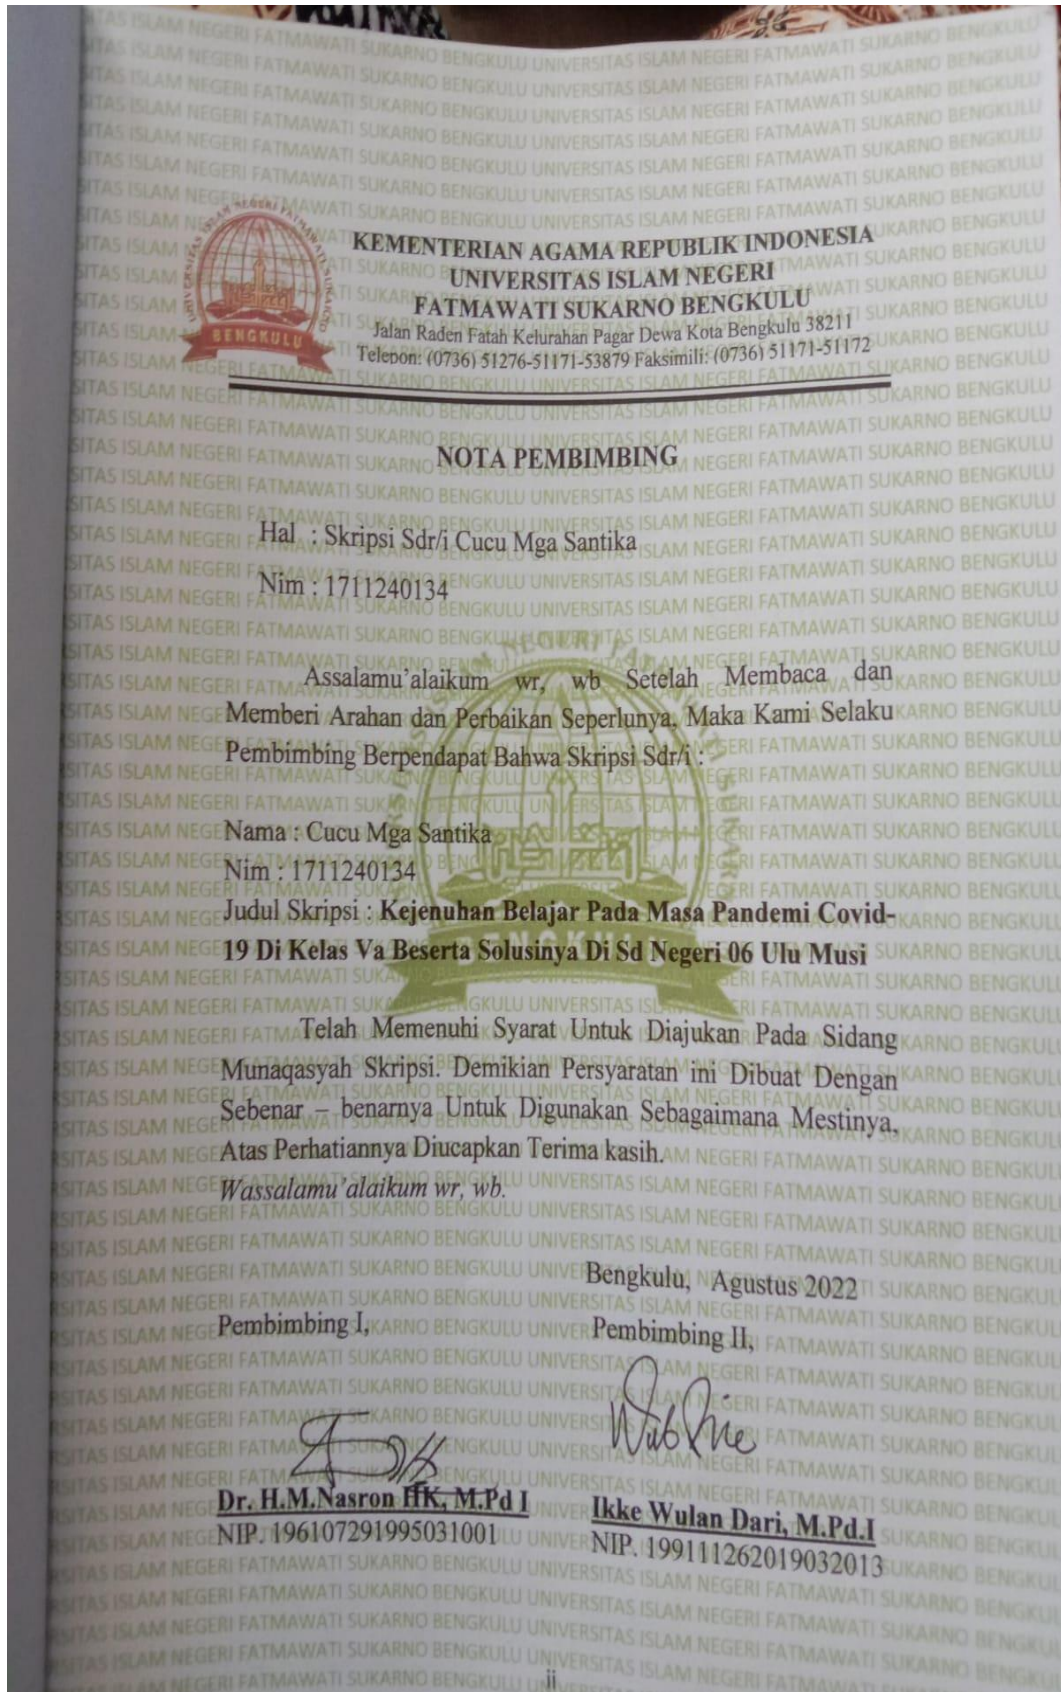 UNIVERSITAS ISLAM NEGERI FATMAWATI SUKARNO
BENGKULU
KEMENTERIAN AGAMA REPUBLIK INDONESIA
UNIVERSITAS ISLAM NEGERI
FATMAWATI SUKARNO BENGKULU
Jalan Raden Fatah Kelurahan Pagar Dewa Kota Bengkulu 38211
Telepon: (0736) 51276-51171-53879 Faksimili: (0736) 51171-51172
NOTA PEMBIMBING
Hal : Skripsi Sdr/i Cucu Mga Santika
Nim : 1711240134
Assalamu'alaikum wr, wb Setelah Membaca dan
Memberi Arahan dan Perbaikan Seperlunya, Maka Kami Selaku
Pembimbing Berpendapat Bahwa Skripsi Sdr/i :
Nama : Cucu Mga Santika
Nim : 1711240134
Judul Skripsi : Kejenuhan Belajar Pada Masa Pandemi Covid-
19 Di Kelas Va Beserta Solusinya Di Sd Negeri 06 Ulu Musi
Telah Memenuhi Syarat Untuk Diajukan Pada Sidang
Munaqasyah Skripsi. Demikian Persyaratan ini Dibuat Dengan
Sebenar – benarnya Untuk Digunakan Sebagaimana Mestinya,
Atas Perhatiannya Diucapkan Terima kasih.
Wassalamu'alaikum wr, wb.
Bengkulu, Agustus 2022
Pembimbing I,
Pembimbing II,
Dr. H.M.Nasron HK, M.Pd I
NIP. 196107291995031001
Ikke Wulan Dari, M.Pd.I
NIP. 199111262019032013
ii